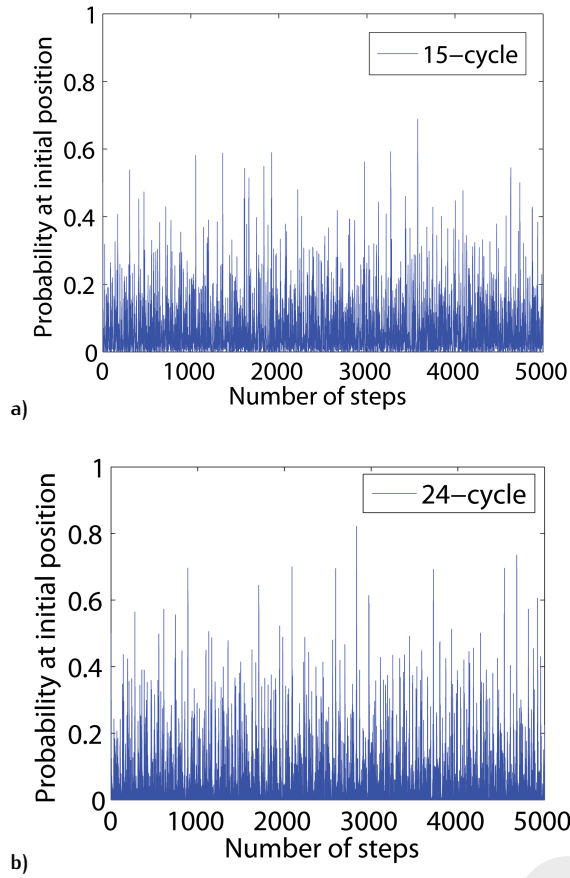 1
0.8
0.6
0.4
0.2
0
Probability at initial position
15−cycle
0 1000 2000 3000 4000 5000
Number of steps
a)
1
0.8
0.6
0.4
0.2
0
Probability at initial position
24−cycle
0 1000 2000 3000 4000 5000
Number of steps
b)